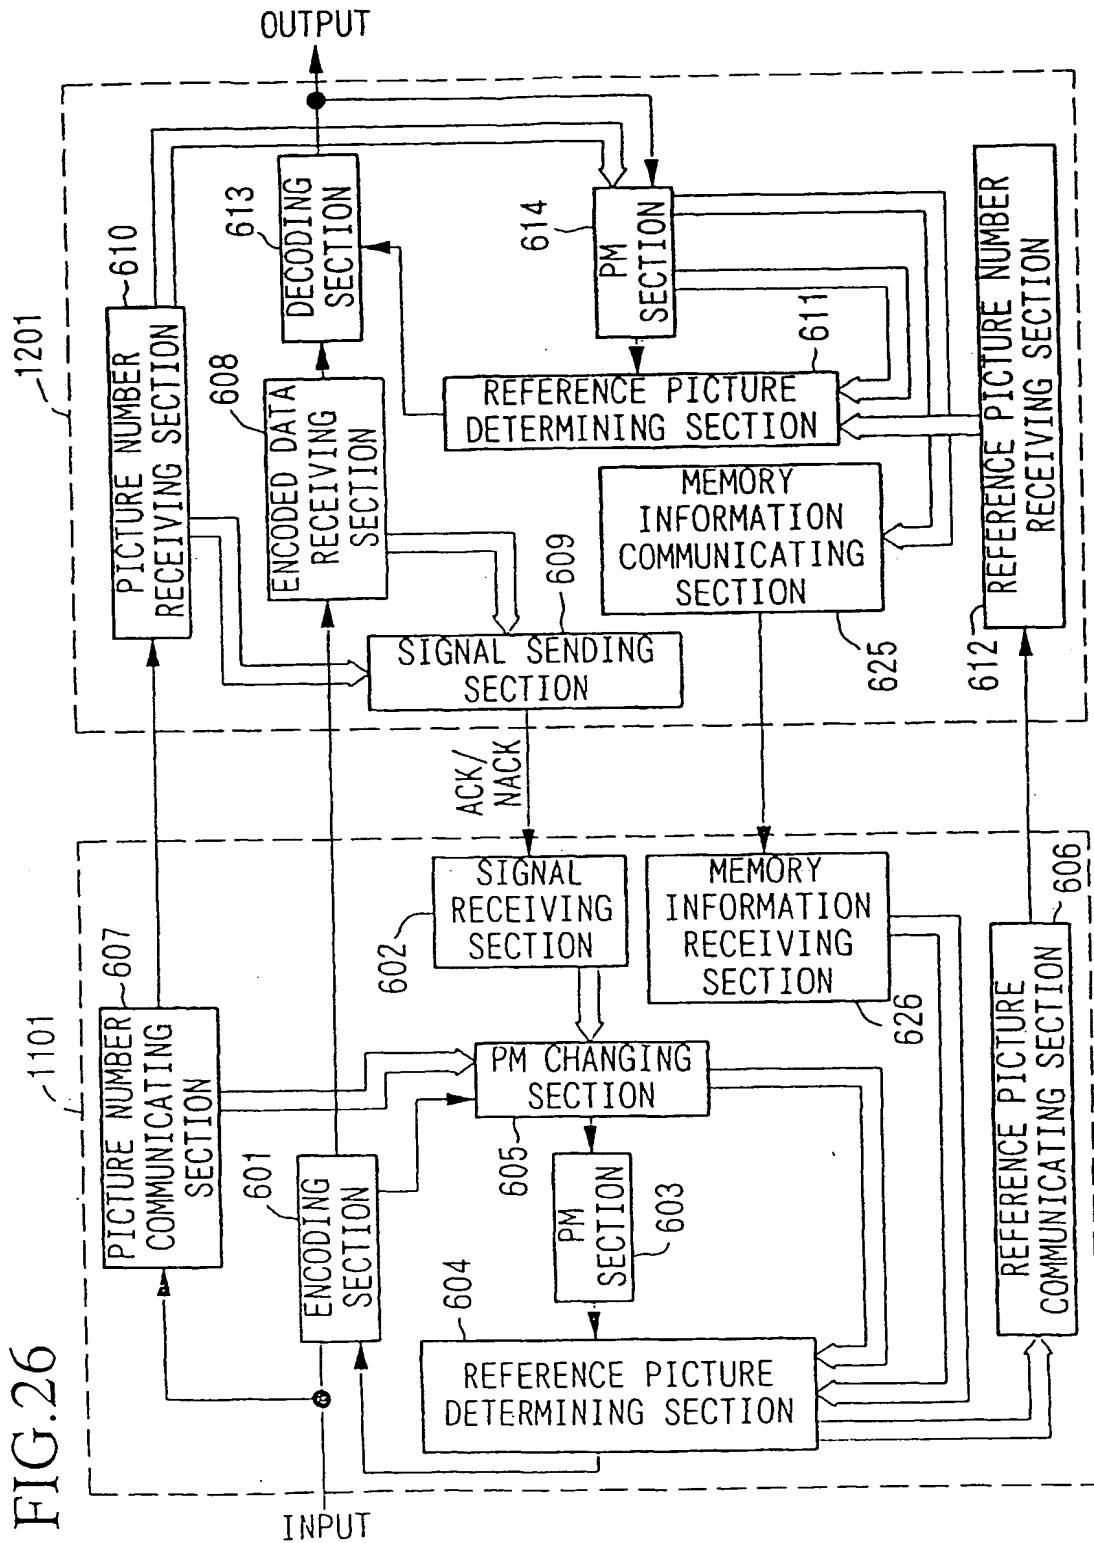 FIG.26
1101
1201
INPUT
PICTURE NUMBER
COMMUNICATING
SECTION
607
ENCODING
SECTION
601
REFERENCE PICTURE
DETERMINING SECTION
604
PM
SECTION
603
PM CHANGING
SECTION
605
SIGNAL
RECEIVING
SECTION
602
MEMORY
INFORMATION
RECEIVING
SECTION
626
REFERENCE PICTURE
COMMUNICATING SECTION
606
ACK/
NACK
PICTURE NUMBER
RECEIVING SECTION
610
ENCODED DATA
RECEIVING
SECTION
608
SIGNAL SENDING
SECTION
609
DECODING
SECTION
613
PM
SECTION
614
REFERENCE PICTURE
DETERMINING SECTION
611
MEMORY
INFORMATION
COMMUNICATING
SECTION
625
REFERENCE PICTURE NUMBER
RECEIVING SECTION
612
OUTPUT